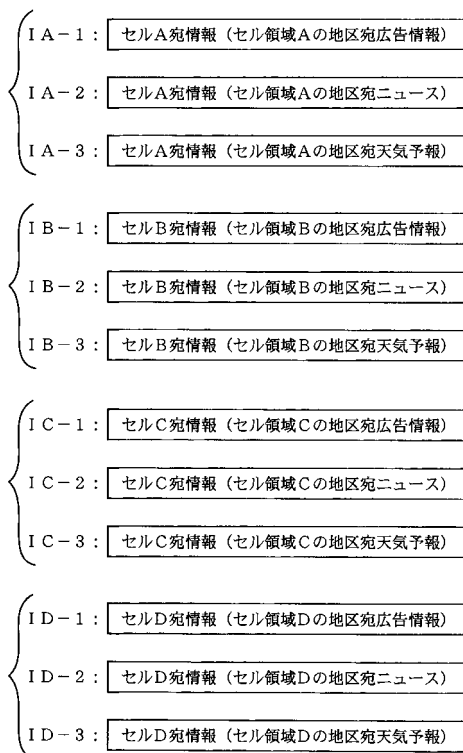 IA-1: セルA宛情報（セル領域Aの地区宛広告情報）
IA-2: セルA宛情報（セル領域Aの地区宛ニュース）
IA-3: セルA宛情報（セル領域Aの地区宛天気予報）
IB-1: セルB宛情報（セル領域Bの地区宛広告情報）
IB-2: セルB宛情報（セル領域Bの地区宛ニュース）
IB-3: セルB宛情報（セル領域Bの地区宛天気予報）
IC-1: セルC宛情報（セル領域Cの地区宛広告情報）
IC-2: セルC宛情報（セル領域Cの地区宛ニュース）
IC-3: セルC宛情報（セル領域Cの地区宛天気予報）
ID-1: セルD宛情報（セル領域Dの地区宛広告情報）
ID-2: セルD宛情報（セル領域Dの地区宛ニュース）
ID-3: セルD宛情報（セル領域Dの地区宛天気予報）